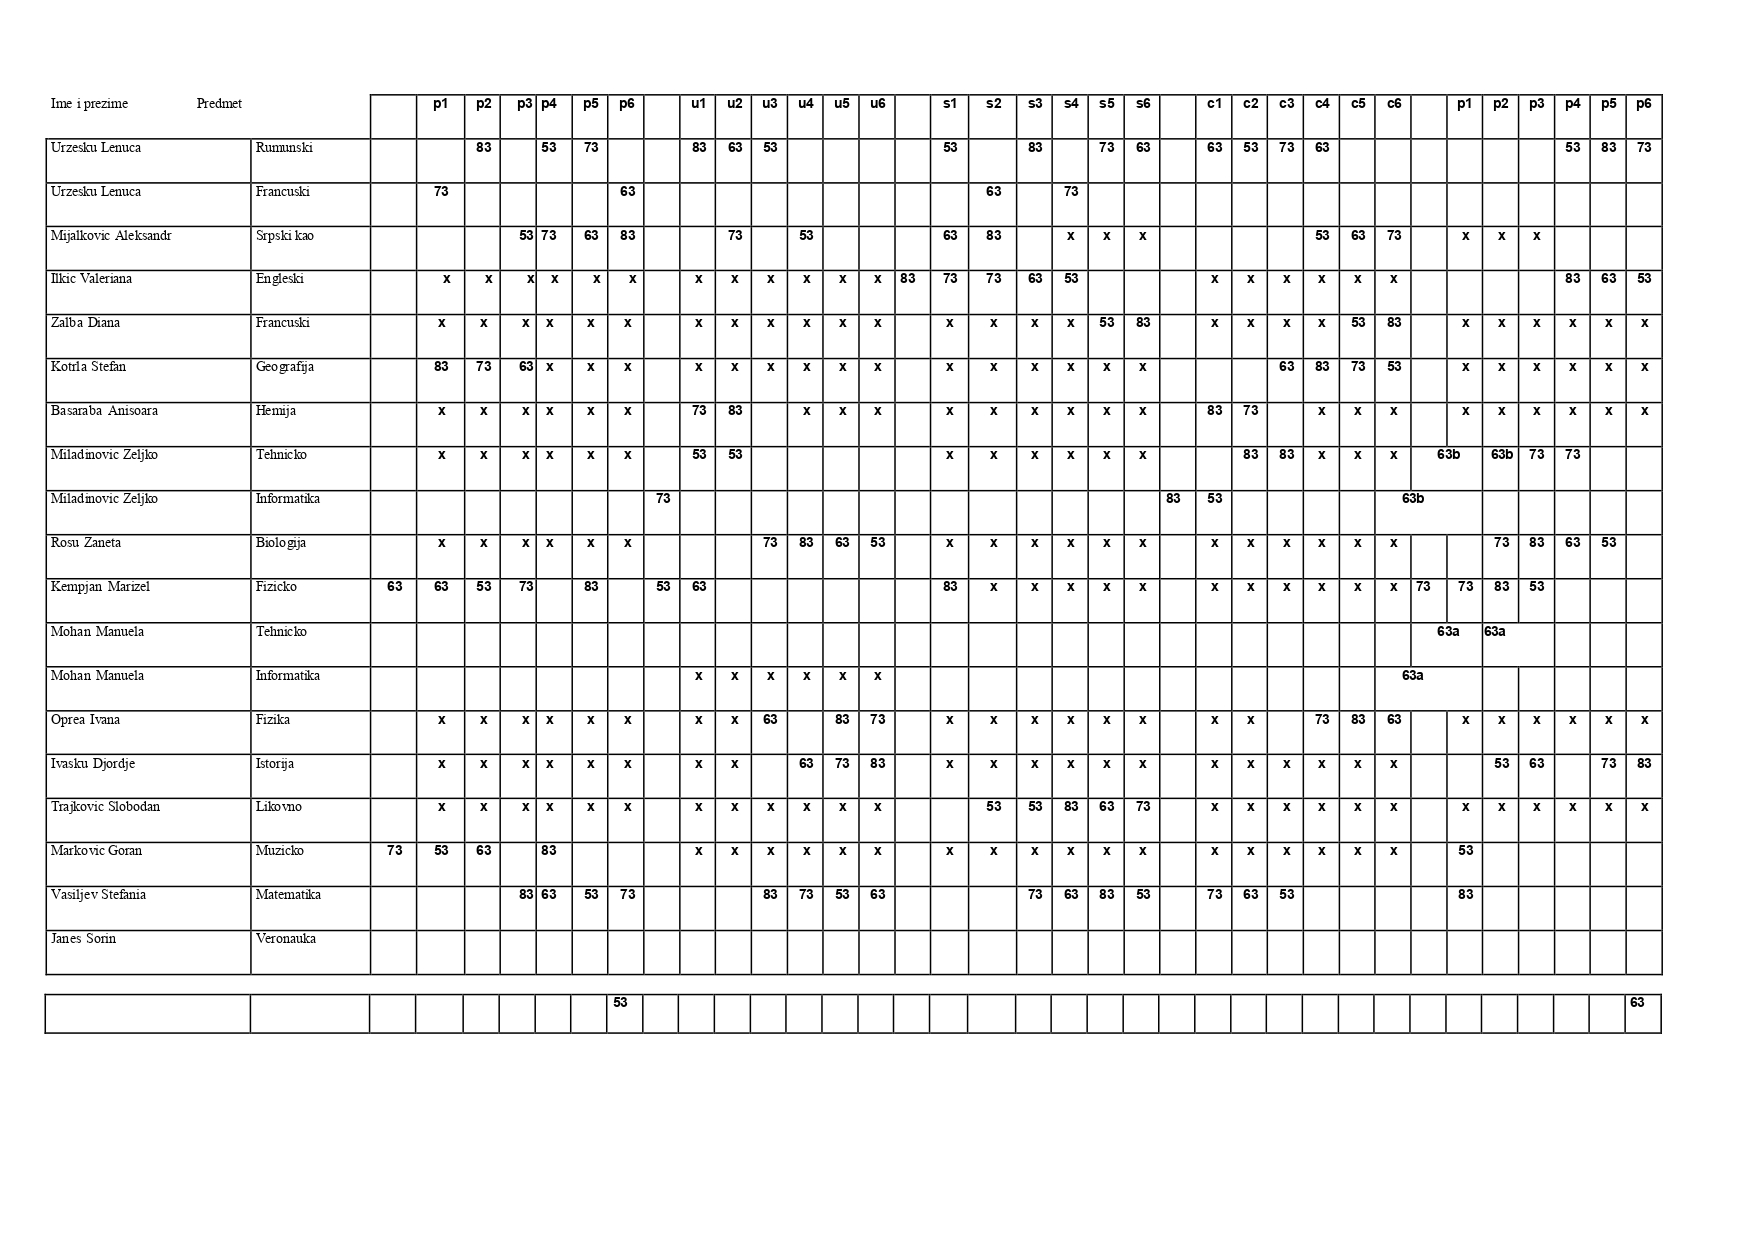 Ime i prezime Predmet p1 p2 p3 p4 p5 p6 u1 u2 u3 u4 u5 u6 s1 s2 s3 s4 s5 s6 c1 c2 c3 c4 c5 c6 p1 p2 p3 p4 p5 p6
Urzesku Lenuca Rumunski 83 53 73 83 63 53 53 83 73 63 63 53 73 63 53 83 73
Urzesku Lenuca Francuski 73 63 63 73
Mijalkovic Aleksandr Srpski kao 53 73 63 83 73 53 63 83 x x x 53 63 73 x x x
Ilkic Valeriana Engleski x x x x x x x x x x x x 83 73 73 63 53 x x x x x x 83 63 53
Zalba Diana Francuski x x x x x x x x x x x x x x x x 53 83 x x x x 53 83 x x x x x x
Kotrla Stefan Geografija 83 73 63 x x x x x x x x x x x x x x x 63 83 73 53 x x x x x x
Basaraba Anisoara Hemija x x x x x x 73 83 x x x x x x x x x 83 73 x x x x x x x x x
Miladinovic Zeljko Tehnicko x x x x x x 53 53 x x x x x x 83 83 x x x 63b 63b 73 73
Miladinovic Zeljko Informatika 73 83 53 63b
Rosu Zaneta Biologija x x x x x x 73 83 63 53 x x x x x x x x x x x x 73 83 63 53
Kempjan Marizel Fizicko 63 63 53 73 83 53 63 83 x x x x x x x x x x x 73 73 83 53
Mohan Manuela Tehnicko 63a 63a
Mohan Manuela Informatika x x x x x x 63a
Oprea Ivana Fizika x x x x x x x x 63 83 73 x x x x x x x x 73 83 63 x x x x x x
Ivasku Djordje Istorija x x x x x x x x 63 73 83 x x x x x x x x x x x x 53 63 73 83
Trajkovic Slobodan Likovno x x x x x x x x x x x x 53 53 83 63 73 x x x x x x x x x x x x
Markovic Goran Muzicko 73 53 63 83 x x x x x x x x x x x x x x x x x x 53
Vasiljev Stefania Matematika 83 63 53 73 83 73 53 63 73 63 83 53 73 63 53 83
Janes Sorin Veronauka
53 63